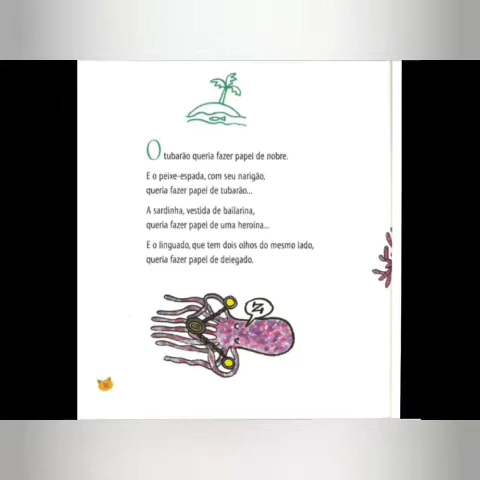 O tubarão queria fazer papel de nobre.
E o peixe-espada, com seu narigão,
queria fazer papel de tubarão...
A sardinha, vestida de bailarina,
queria fazer papel de uma heroína...
E o linguado, que tem dois olhos do mesmo lado,
queria fazer papel de delegado.